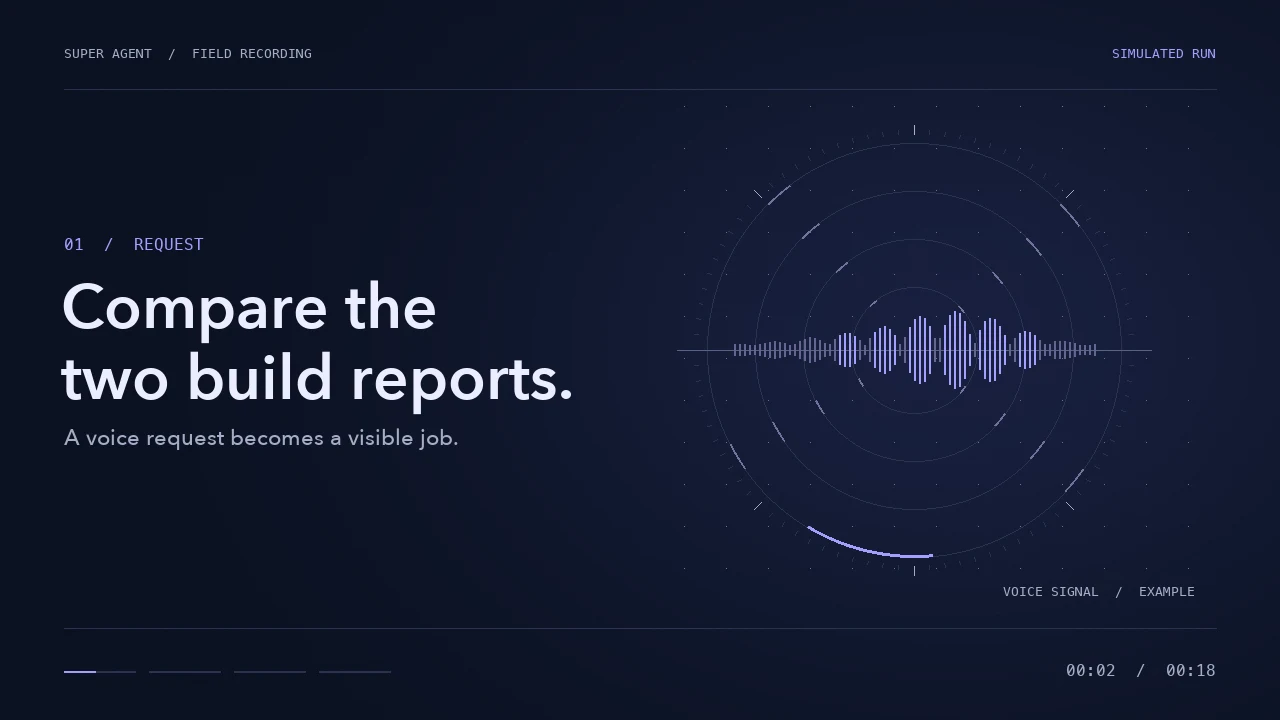 SUPER AGENT / FIELD RECORDING
SIMULATED RUN
01 / REQUEST
Compare the
two build reports.
A voice request becomes a visible job.
VOICE SIGNAL / EXAMPLE
00:02 / 00:18